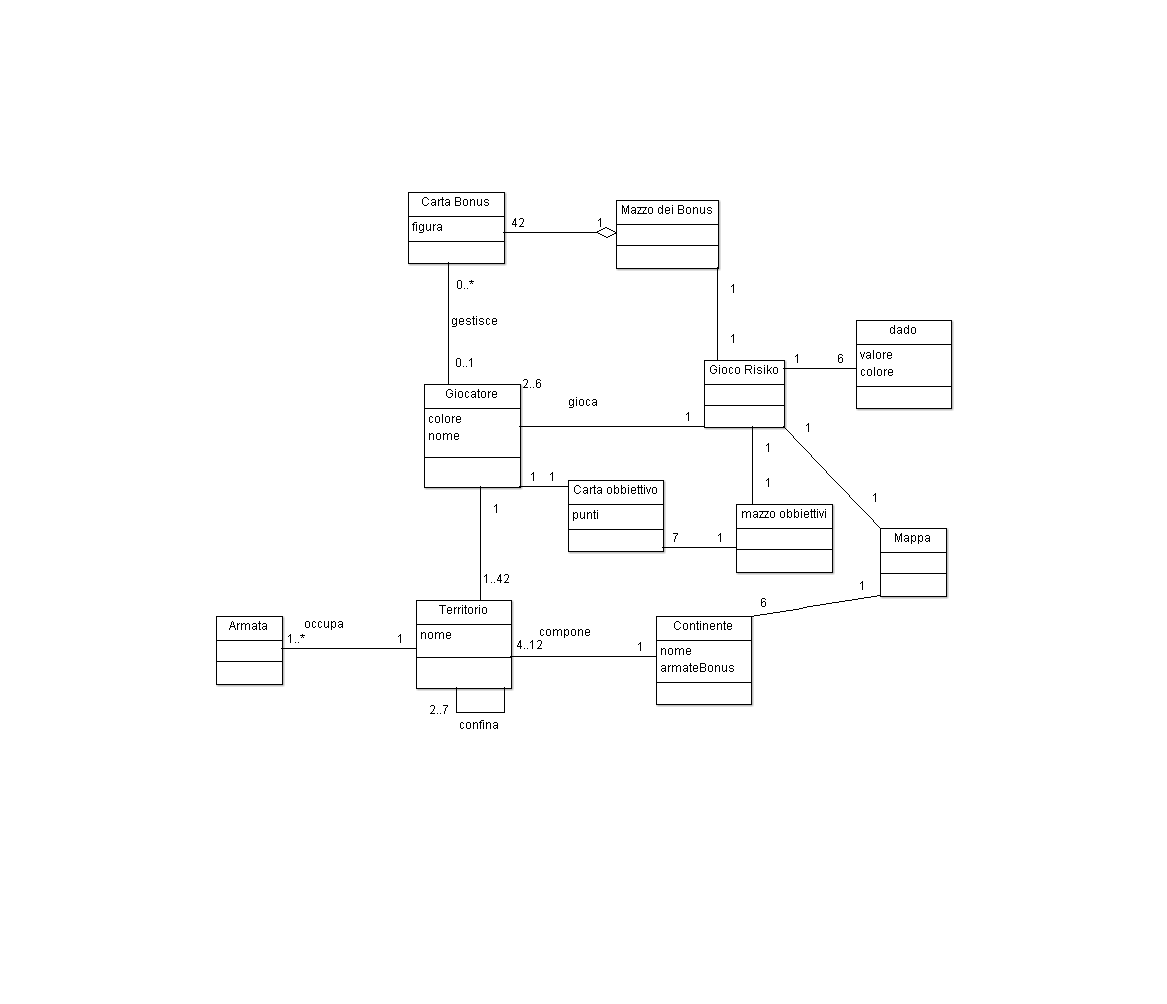 Carta Bonus
figura
42
1
Mazzo dei Bonus
0..*
gestisce
0..1
1
1
dado
valore
colore
1
6
Gioco Risiko
Giocatore
colore
nome
2..6
gioca
1
1
1
1
1
1
1
Carta obbiettivo
punti
7
1
mazzo obbiettivi
Mappa
1
1..42
1
6
Armata
occupa
1..*
1
Territorio
nome
compone
4..12
1
Continente
nome
armateBonus
2..7
confina